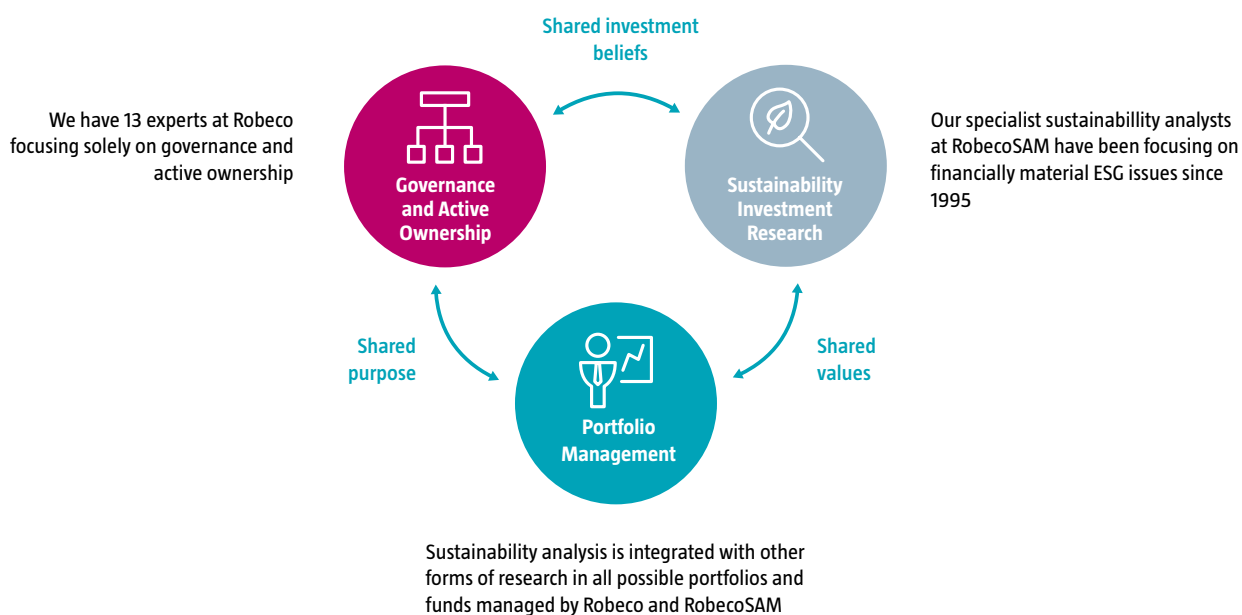 Shared investment
beliefs
We have 13 experts at Robeco
focusing solely on governance and
active ownership
Governance
and Active
Ownership
Sustainability
Investment
Research
Our specialist sustainabillity analysts
at RobecoSAM have been focusing on
financially material ESG issues since
1995
Shared
purpose
Shared
values
Portfolio
Management
Sustainability analysis is integrated with other
forms of research in all possible portfolios and
funds managed by Robeco and RobecoSAM